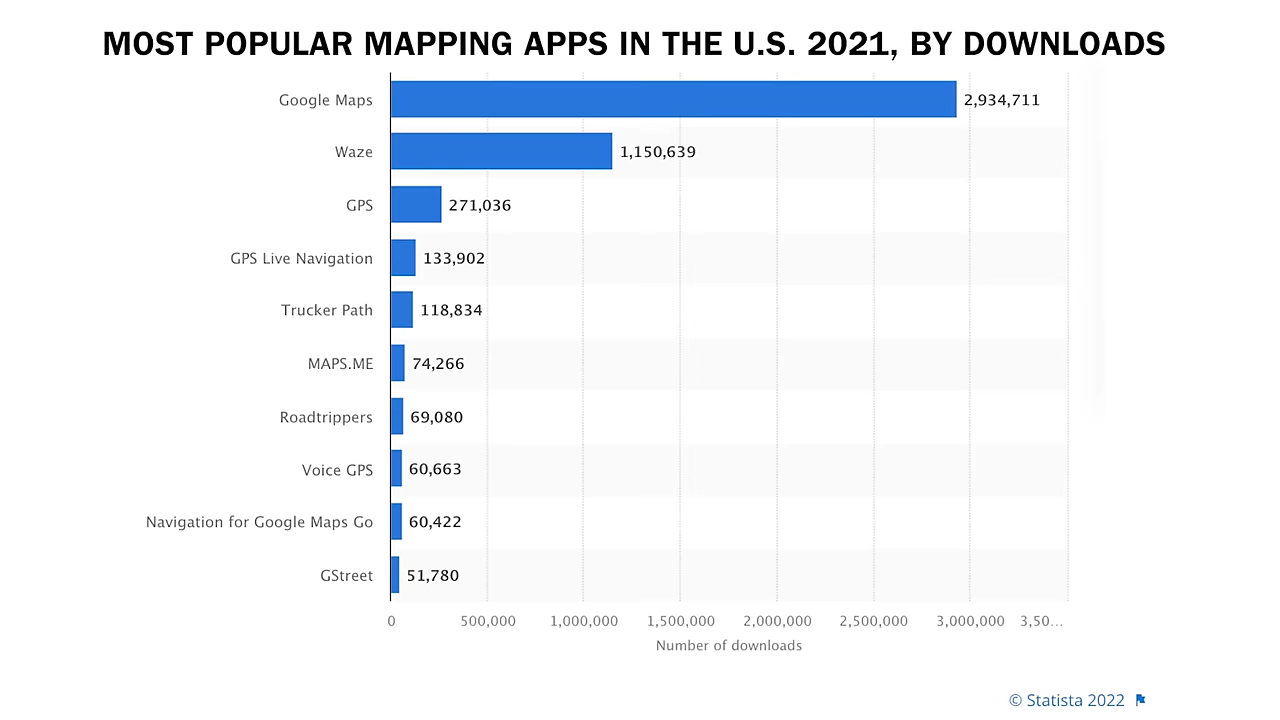 MOST POPULAR MAPPING APPS IN THE U.S. 2021, BY DOWNLOADS
Google Maps 2,934,711
Waze 1,150,639
GPS 271,036
GPS Live Navigation 133,902
Trucker Path 118,834
MAPS.ME 74,266
Roadtrippers 69,080
Voice GPS 60,663
Navigation for Google Maps Go 60,422
GStreet 51,780
0 500,000 1,000,000 1,500,000 2,000,000 2,500,000 3,000,000 3,50...
Number of downloads
© Statista 2022